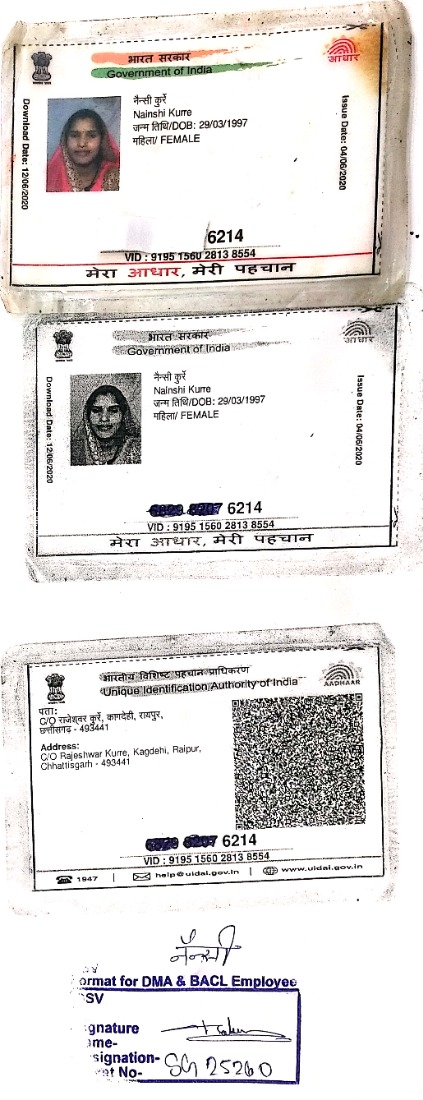 भारत सरकार
Government of India
आधार
नैन्सी कुर्रे
Nainshi Kurre
जन्म तिथि/DOB: 29/03/1997
महिला/ FEMALE
Download Date: 12/06/2020
Issue Date: 04/06/2020
6214
VID : 9195 1560 2813 8554
मेरा आधार, मेरी पहचान
भारत सरकार
Government of India
आधार
नैन्सी कुर्रे
Nainshi Kurre
जन्म तिथि/DOB: 29/03/1997
महिला/ FEMALE
Download Date: 12/06/2020
Issue Date: 04/06/2020
6214
VID : 9195 1560 2813 8554
मेरा आधार, मेरी पहचान
भारतीय विशिष्ट पहचान प्राधिकरण
Unique Identification Authority of India
AADHAAR
पता:
C/O राजेश्वर कुर्रे, कागदेही, रायपुर,
छत्तीसगढ - 493441
Address:
C/O Rajeshwar Kurre, Kagdehi, Raipur,
Chhattisgarh - 493441
6214
VID : 9195 1560 2813 8554
1947 | help@uidai.gov.in | www.uidai.gov.in
नैन्सी
ormat for DMA & BACL Employee
SV
gnature
ame-
signation-
et No- SG 25260